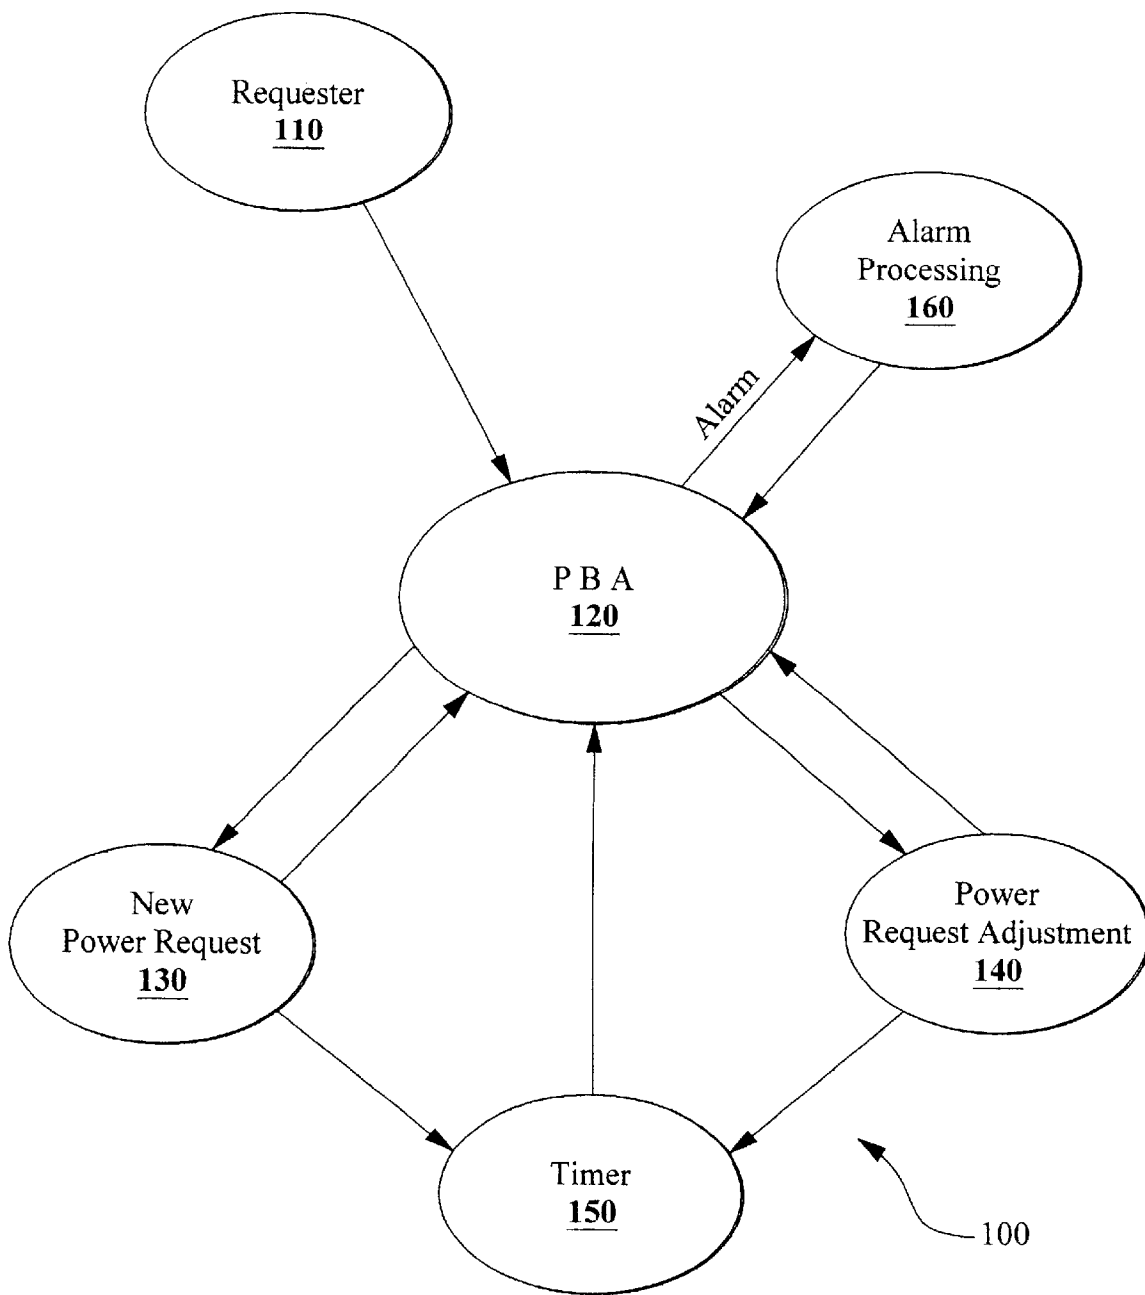 Requester
110
Alarm
Processing
160
Alarm
P B A
120
New
Power Request
130
Power
Request Adjustment
140
Timer
150
100